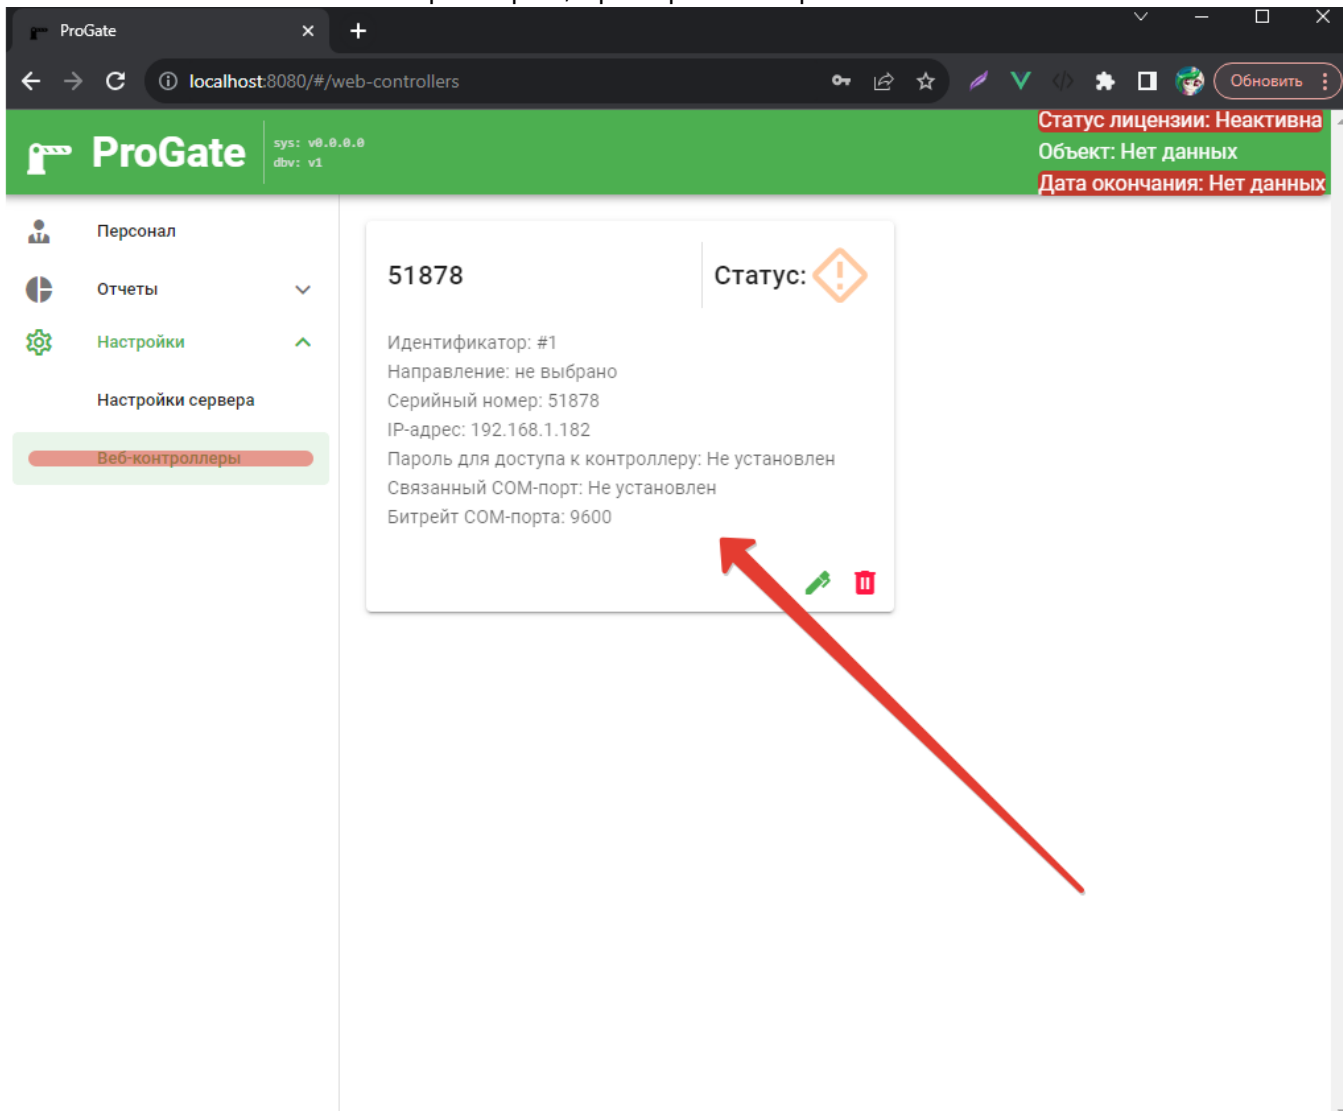 ProGate
localhost:8080/#/web-controllers
Обновить
ProGate
sys: v0.0.0.0
dbv: v1
Статус лицензии: Неактивна
Объект: Нет данных
Дата окончания: Нет данных
Персонал
Отчеты
Настройки
Настройки сервера
Веб-контроллеры
51878
Статус:
Идентификатор: #1
Направление: не выбрано
Серийный номер: 51878
IP-адрес: 192.168.1.182
Пароль для доступа к контроллеру: Не установлен
Связанный COM-порт: Не установлен
Битрейт COM-порта: 9600